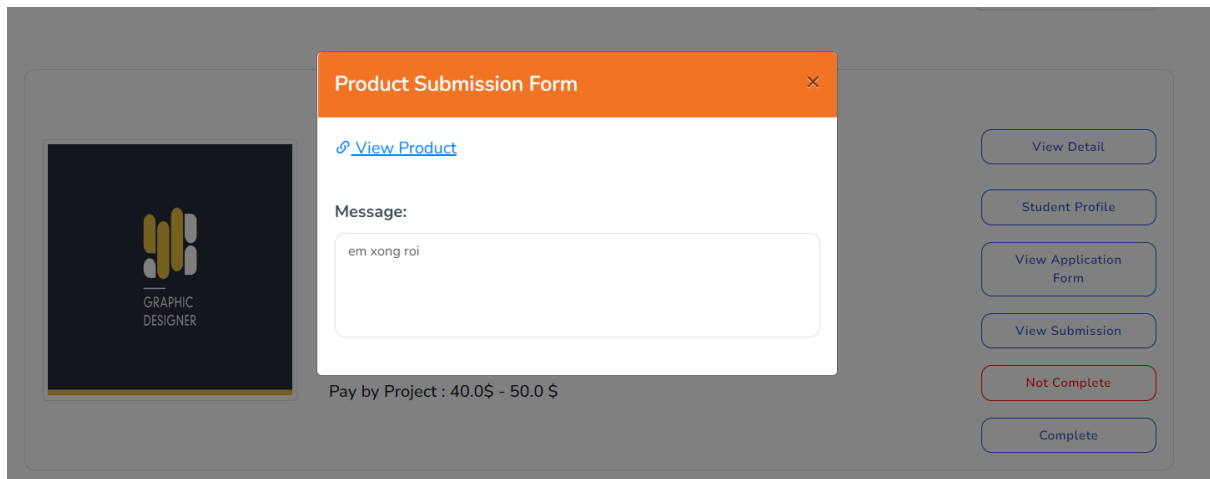 Product Submission Form
×
View Product
Message:
em xong roi
GRAPHIC
DESIGNER
Pay by Project : 40.0$ - 50.0 $
View Detail
Student Profile
View Application
Form
View Submission
Not Complete
Complete